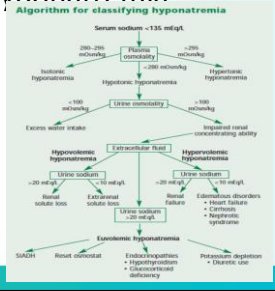 Algorithm for classifying hyponatremia
Serum sodium <135 mEq/L
280–295
mOsm/kg
Plasma
osmolality
>295
mOsm/kg
Isotonic
hyponatremia
<280 mOsm/kg
Hypertonic
hyponatremia
Hypotonic hyponatremia
<100
mOsm/kg
Urine osmolality
>100
mOsm/kg
Excess water intake
Impaired renal
concentrating ability
Hypovolemic
hyponatremia
Extracellular fluid
Hypervolemic
hyponatremia
Urine sodium
Urine sodium
>20 mEq/L
<10 mEq/L
>20 mEq/L
<10 mEq/L
Renal
solute loss
Extrarenal
solute loss
Renal
failure
Edematous disorders
• Heart failure
• Cirrhosis
• Nephrotic
syndrome
Urine sodium
>20 mEq/L
Euvolemic hyponatremia
SIADH
Reset osmostat
Endocrinopathies
• Hypothyroidism
• Glucocorticoid
deficiency
Potassium depletion
• Diuretic use